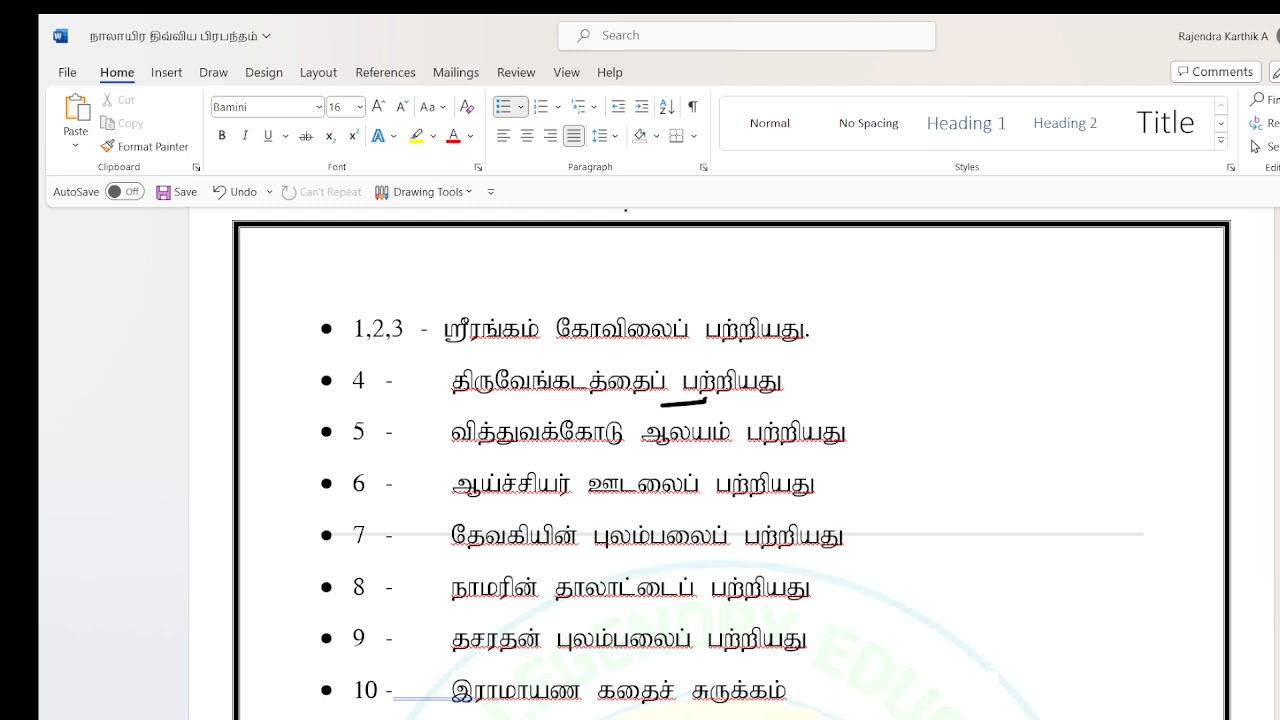 நாலாயிர திவ்விய பிரபந்தம்
Search
Rajendra Karthik A
File Home Insert Draw Design Layout References Mailings Review View Help
Comments
Paste
Cut
Copy
Format Painter
Clipboard
Bamini 16
Font
Paragraph
Normal No Spacing Heading 1 Heading 2 Title
Styles
AutoSave Off Save Undo Can't Repeat Drawing Tools
• 1,2,3 - ஸ்ரீரங்கம் கோவிலைப் பற்றியது.
• 4 - திருவேங்கடத்தைப் பற்றியது
• 5 - வித்துவக்கோடு ஆலயம் பற்றியது
• 6 - ஆய்ச்சியர் ஊடலைப் பற்றியது
• 7 - தேவகியின் புலம்பலைப் பற்றியது
• 8 - நாமரின் தாலாட்டைப் பற்றியது
• 9 - தசரதன் புலம்பலைப் பற்றியது
• 10 - இராமாயண கதைச் சுருக்கம்